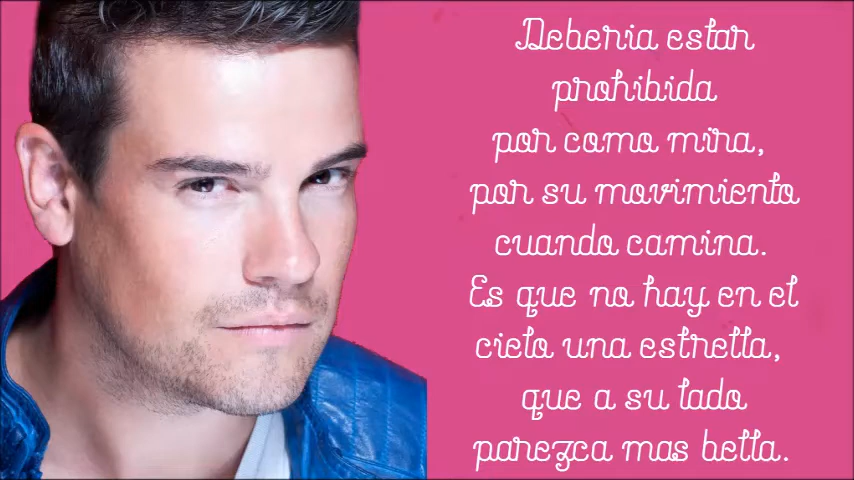 Deberia estar
prohibida
por como mira,
por su movimiento
cuando camina.
Es que no hay en el
cielo una estrella,
que a su lado
parezca mas bella.